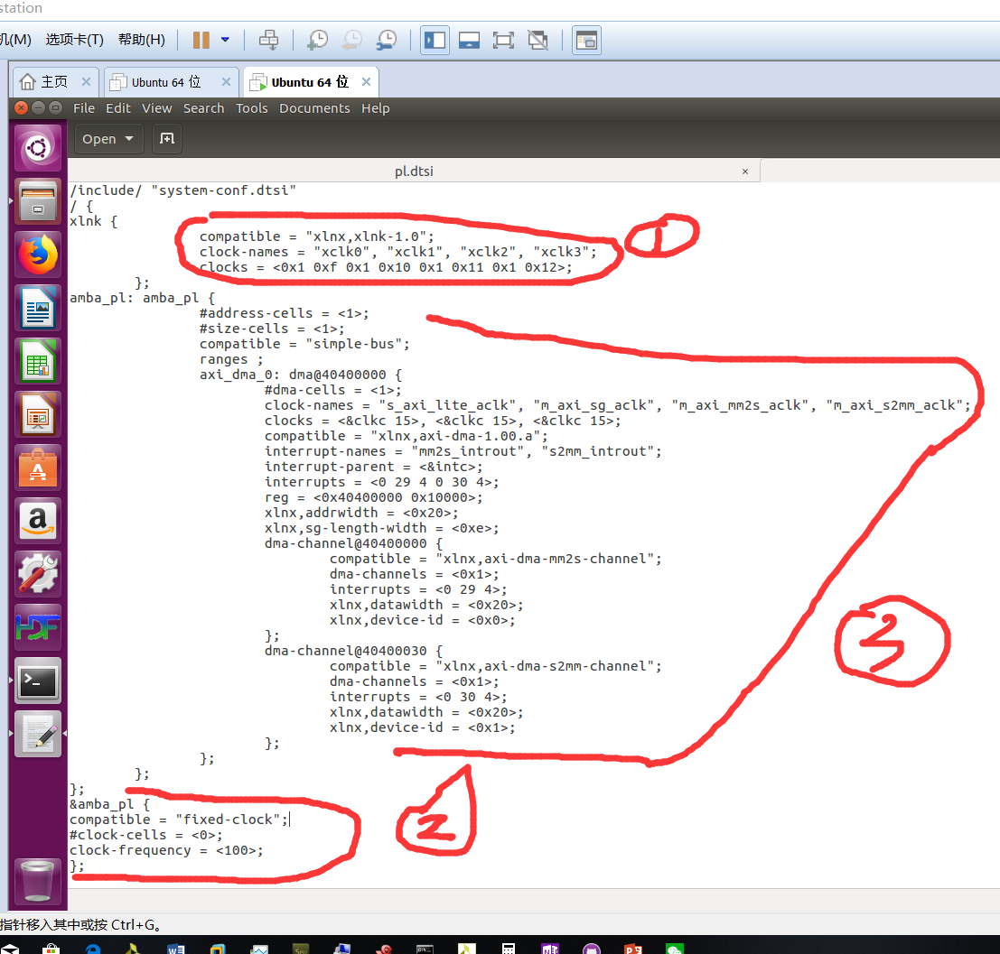 station
机(M) 选项卡(T) 帮助(H)
主页 Ubuntu 64 位 Ubuntu 64 位
File Edit View Search Tools Documents Help
Open
pl.dtsi
/include/ "system-conf.dtsi"
/ {
xlnk {
compatible = "xlnx,xlnk-1.0";
clock-names = "xclk0", "xclk1", "xclk2", "xclk3";
clocks = <0x1 0xf 0x1 0x10 0x1 0x11 0x1 0x12>;
};
1
amba_pl: amba_pl {
#address-cells = <1>;
#size-cells = <1>;
compatible = "simple-bus";
ranges ;
axi_dma_0: dma@40400000 {
#dma-cells = <1>;
clock-names = "s_axi_lite_aclk", "m_axi_sg_aclk", "m_axi_mm2s_aclk", "m_axi_s2mm_aclk";
clocks = <&clkc 15>, <&clkc 15>, <&clkc 15>;
compatible = "xlnx,axi-dma-1.00.a";
interrupt-names = "mm2s_introut", "s2mm_introut";
interrupt-parent = <&intc>;
interrupts = <0 29 4 0 30 4>;
reg = <0x40400000 0x10000>;
xlnx,addrwidth = <0x20>;
xlnx,sg-length-width = <0xe>;
dma-channel@40400000 {
compatible = "xlnx,axi-dma-mm2s-channel";
dma-channels = <0x1>;
interrupts = <0 29 4>;
xlnx,datawidth = <0x20>;
xlnx,device-id = <0x0>;
};
dma-channel@40400030 {
compatible = "xlnx,axi-dma-s2mm-channel";
dma-channels = <0x1>;
interrupts = <0 30 4>;
xlnx,datawidth = <0x20>;
xlnx,device-id = <0x1>;
};
};
};
};
3
&amba_pl {
compatible = "fixed-clock";
#clock-cells = <0>;
clock-frequency = <100>;
};
2
指针移入其中或按 Ctrl+G。